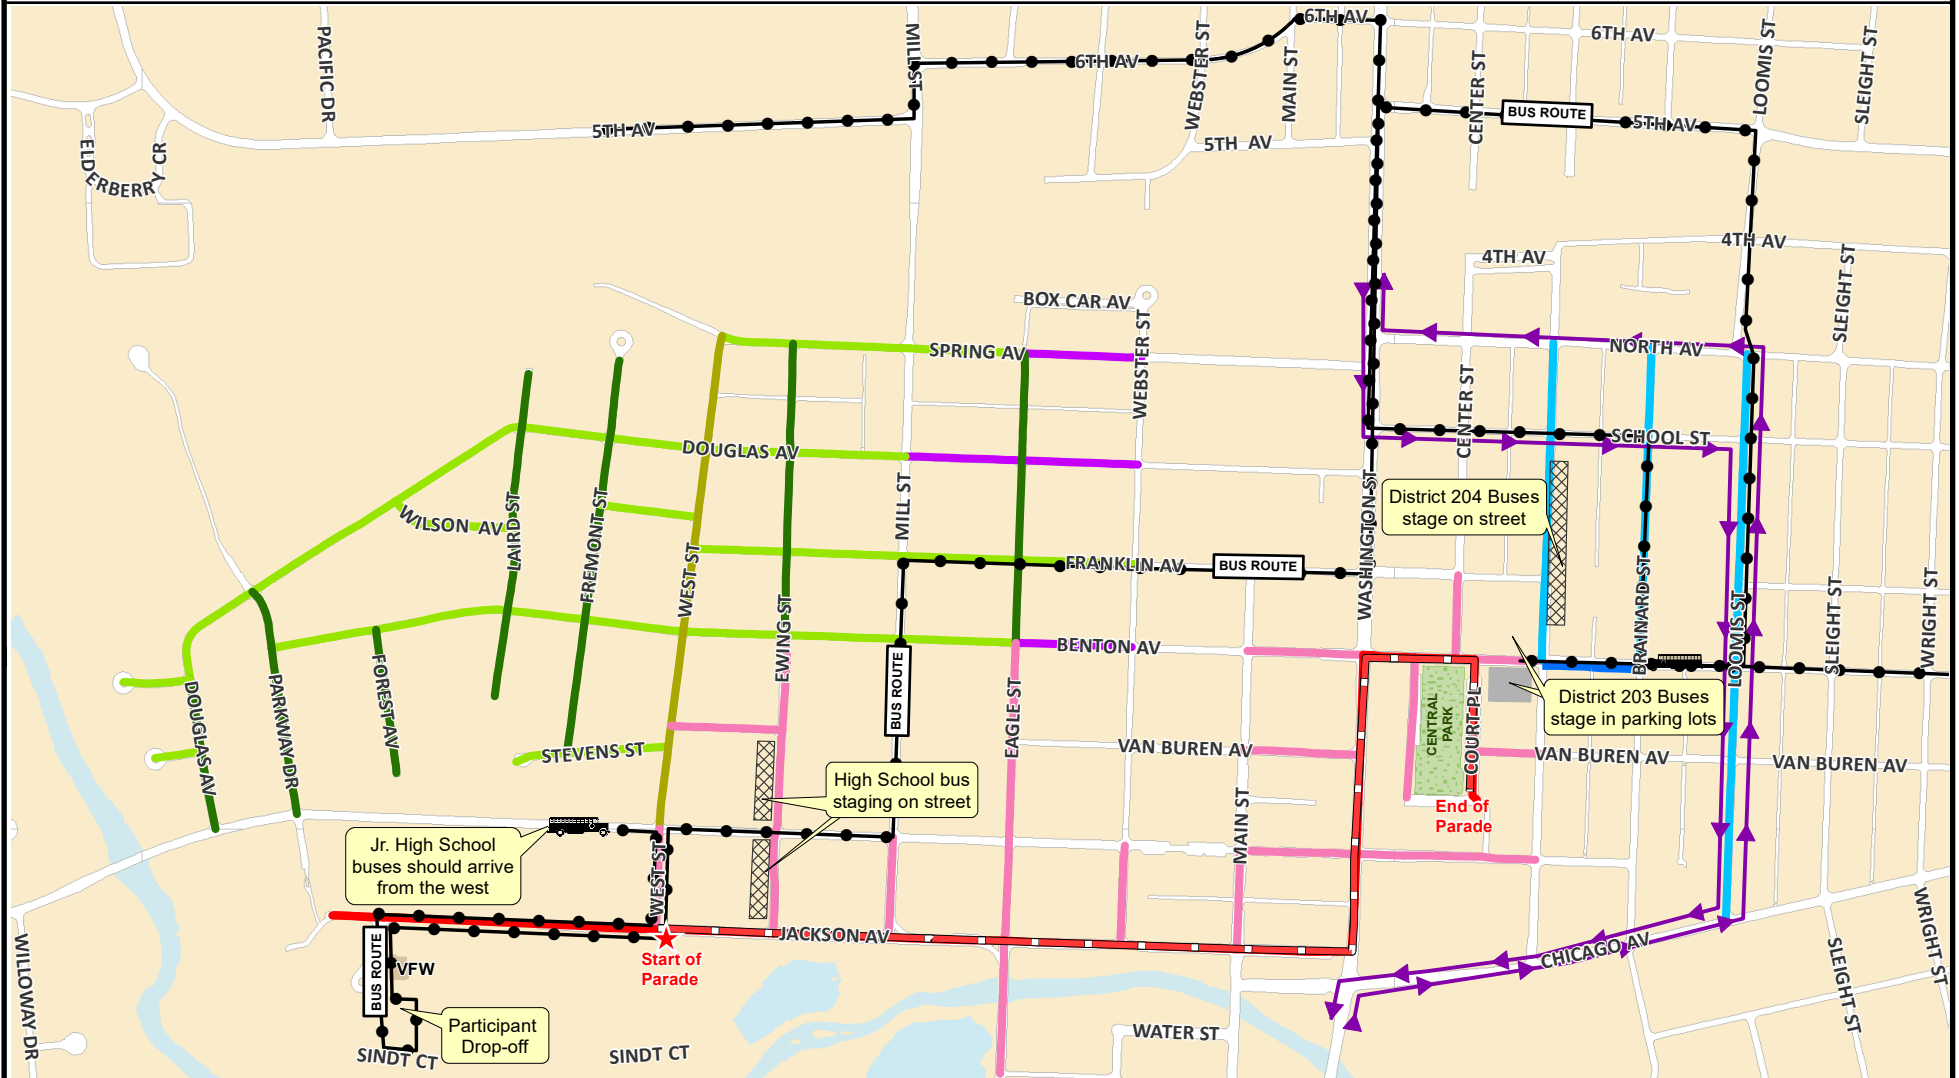 6TH AV
6TH AV
LOOMIS ST
SLEIGHT ST
PACIFIC DR
MILL ST
WEBSTER ST
MAIN ST
CENTER ST
6TH AV
BUS ROUTE
5TH AV
5TH AV
5TH AV
ELDERBERRY CR
4TH AV
4TH AV
SLEIGHT ST
BOX CAR AV
WEBSTER ST
SPRING AV
NORTH AV
CENTER ST
SCHOOL ST
DOUGLAS AV
MILL ST
WASHINGTON ST
District 204 Buses
stage on street
WILSON AV
LAIRD ST
FREMONT ST
WEST ST
FRANKLIN AV
BUS ROUTE
BRAINARD ST
LOOMIS ST
SLEIGHT ST
WRIGHT ST
EWING ST
BENTON AV
BUS ROUTE
DOUGLAS AV
PARKWAY DR
FOREST AV
EAGLE ST
CENTRAL
PARK
COURT PL
District 203 Buses
stage in parking lots
STEVENS ST
VAN BUREN AV
VAN BUREN AV
VAN BUREN AV
High School bus
staging on street
MAIN ST
End of
Parade
Jr. High School
buses should arrive
from the west
WEST ST
JACKSON AV
Start of
Parade
CHICAGO AV
SLEIGHT ST
WRIGHT ST
WILLOWAY DR
BUS ROUTE
VFW
Participant
Drop-off
WATER ST
SINDT CT
SINDT CT